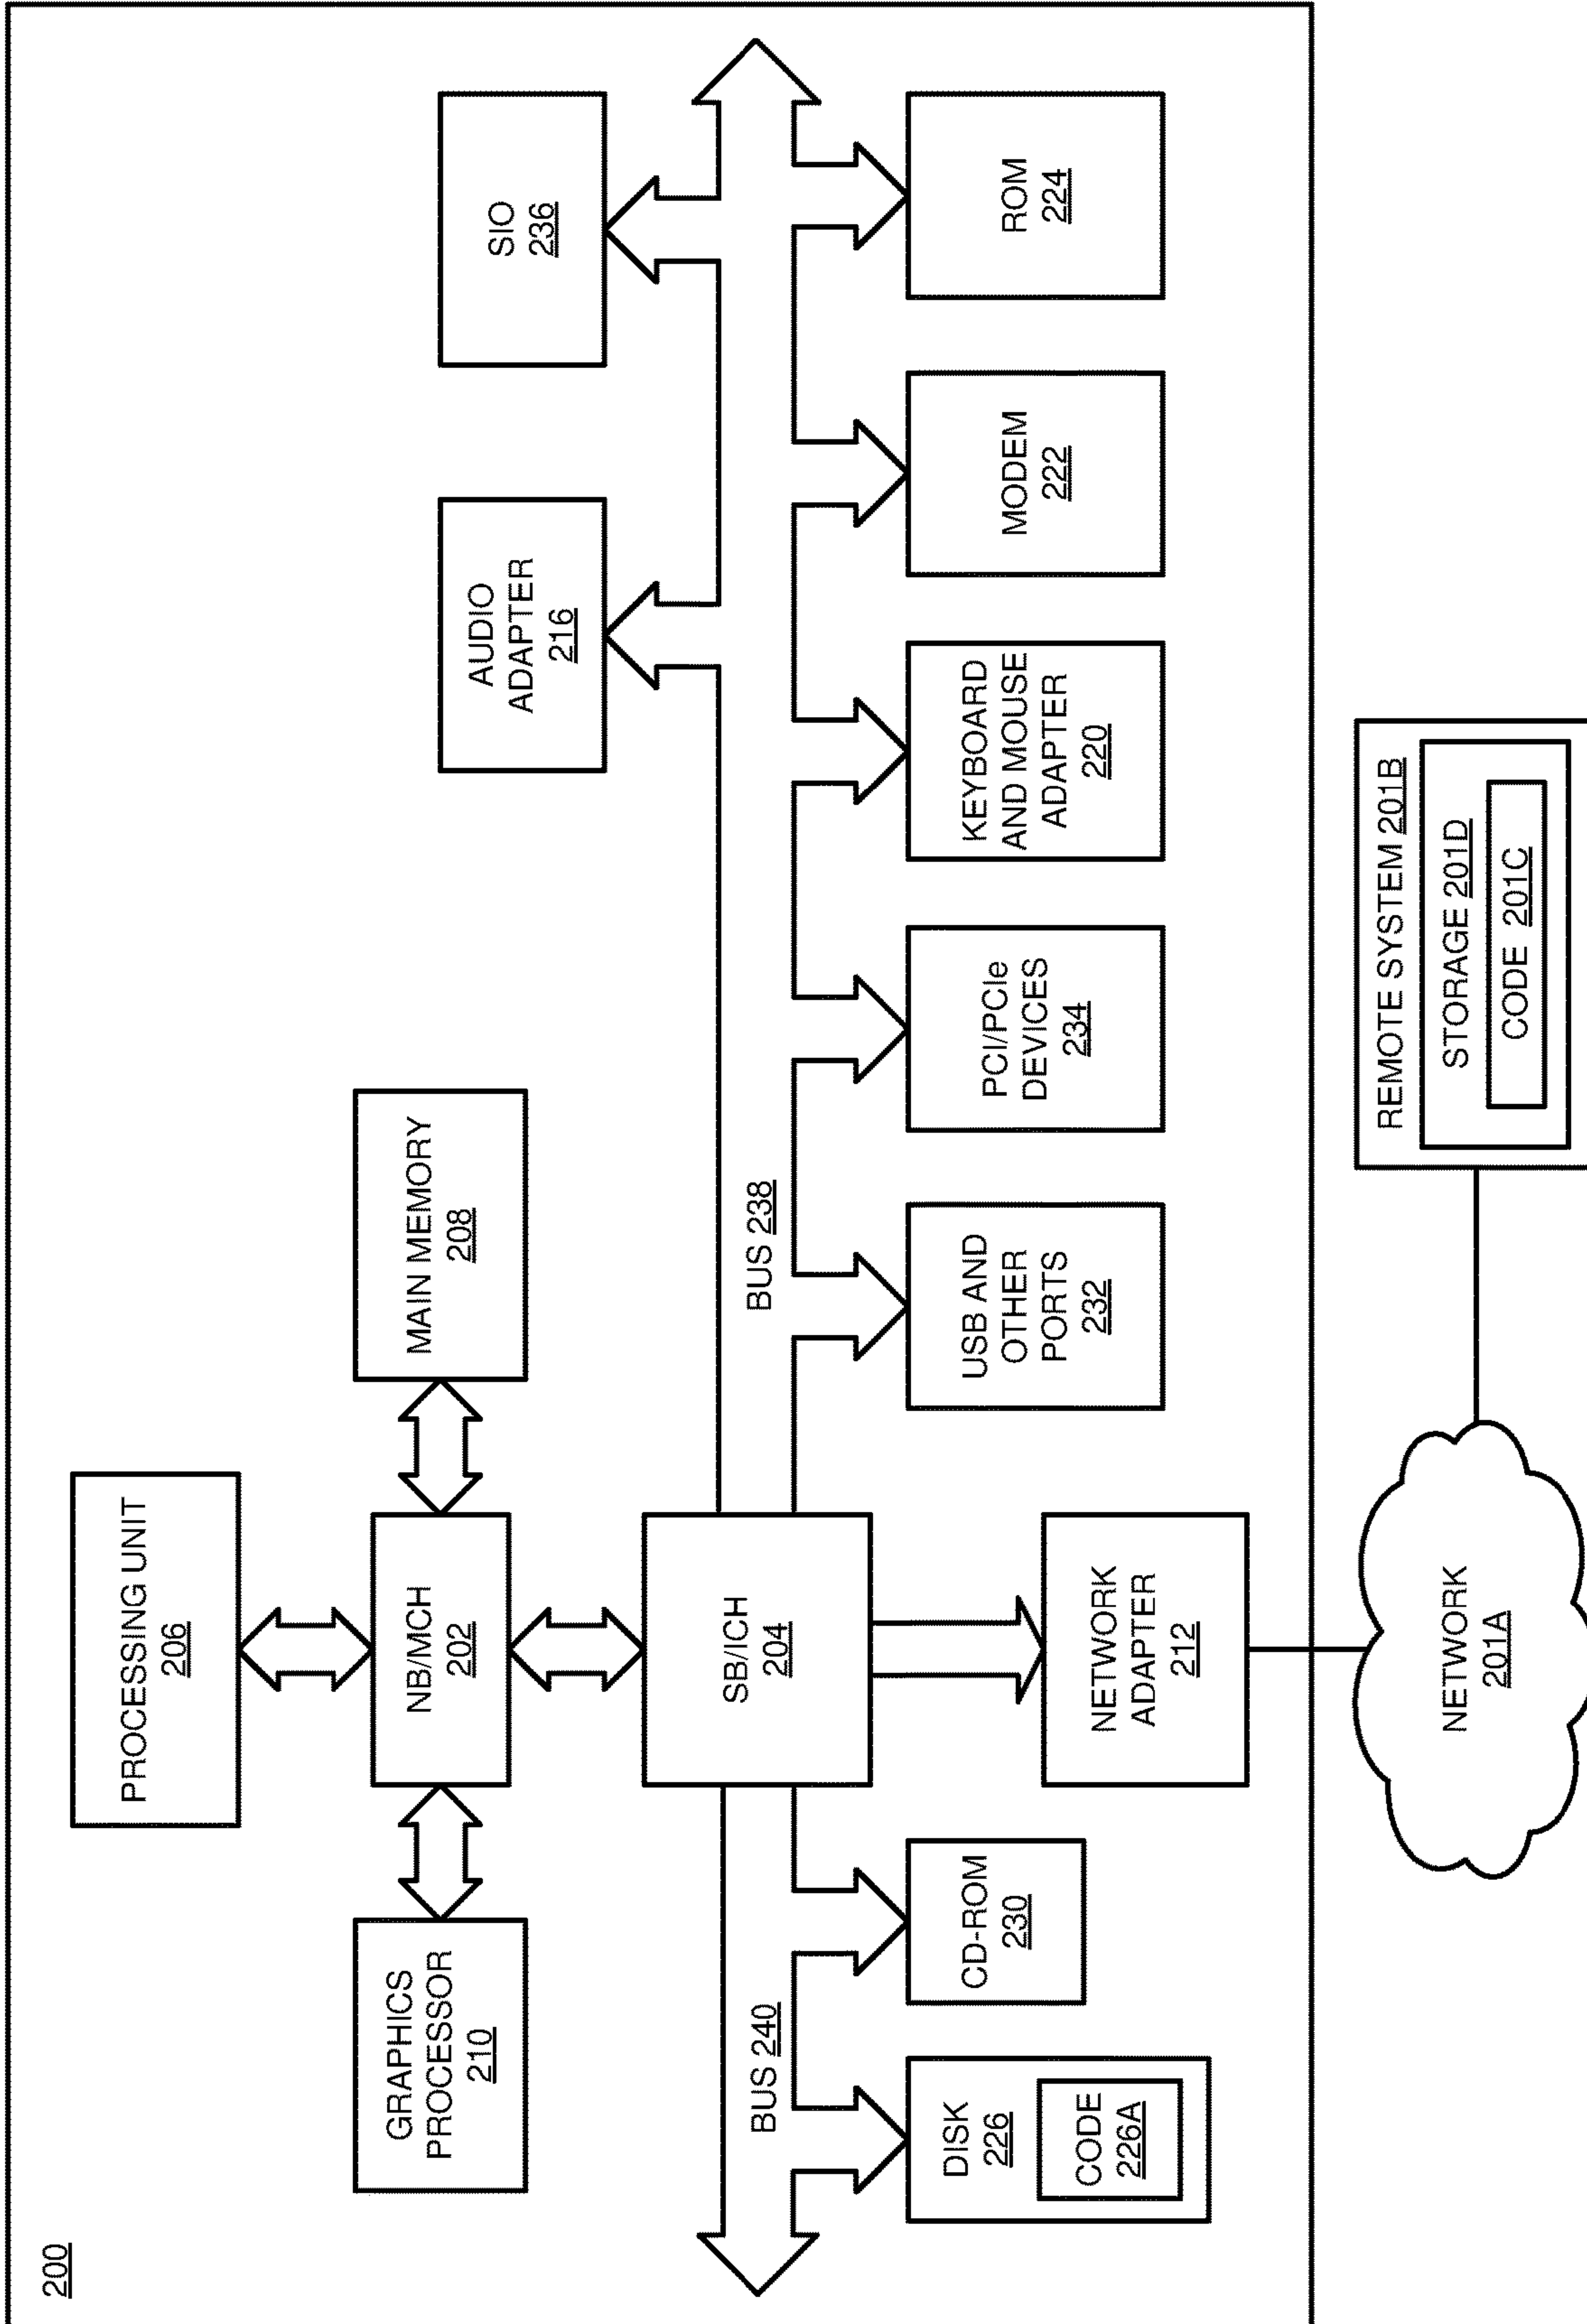 200
PROCESSING UNIT
206
GRAPHICS
PROCESSOR
210
NB/MCH
202
MAIN MEMORY
208
AUDIO
ADAPTER
216
SIO
236
SB/ICH
204
BUS 240
BUS 238
DISK
226
CODE
226A
CD-ROM
230
USB AND
OTHER
PORTS
232
PCI/PCIe
DEVICES
234
KEYBOARD
AND MOUSE
ADAPTER
220
MODEM
222
ROM
224
NETWORK
ADAPTER
212
NETWORK
201A
REMOTE SYSTEM 201B
STORAGE 201D
CODE 201C